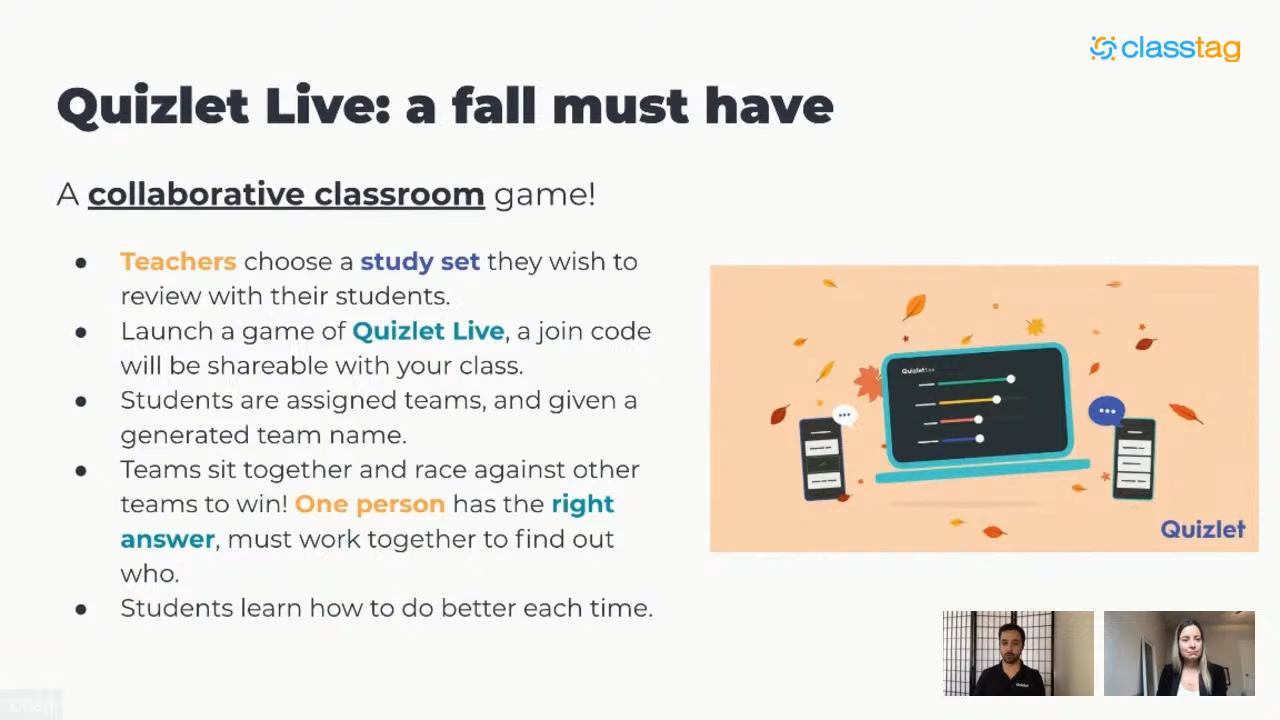 classtag
Quizlet Live: a fall must have
A collaborative classroom game!
● Teachers choose a study set they wish to
review with their students.
● Launch a game of Quizlet Live, a join code
will be shareable with your class.
● Students are assigned teams, and given a
generated team name.
● Teams sit together and race against other
teams to win! One person has the right
answer, must work together to find out
who.
● Students learn how to do better each time.
Quizlet Live
Quizlet
Quizlet